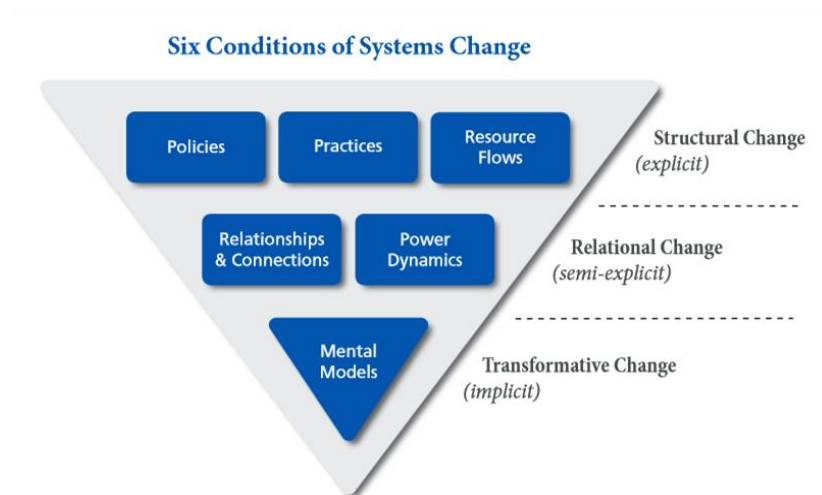 Six Conditions of Systems Change
Policies
Practices
Resource
Flows
Structural Change
(explicit)
Relationships
& Connections
Power
Dynamics
Relational Change
(semi-explicit)
Mental
Models
Transformative Change
(implicit)